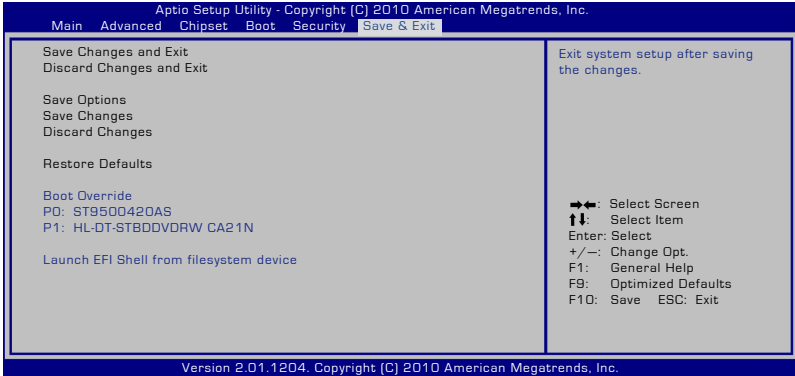 Aptio Setup Utility - Copyright (C) 2010 American Megatrends, Inc.
Main Advanced Chipset Boot Security Save & Exit
Save Changes and Exit
Discard Changes and Exit
Save Options
Save Changes
Discard Changes
Restore Defaults
Boot Override
P0: ST9500420AS
P1: HL-DT-STBDDVDRW CA21N
Launch EFI Shell from filesystem device
Exit system setup after saving
the changes.
→←: Select Screen
↑↓: Select Item
Enter: Select
+/—: Change Opt.
F1: General Help
F9: Optimized Defaults
F10: Save ESC: Exit
Version 2.01.1204. Copyright (C) 2010 American Megatrends, Inc.